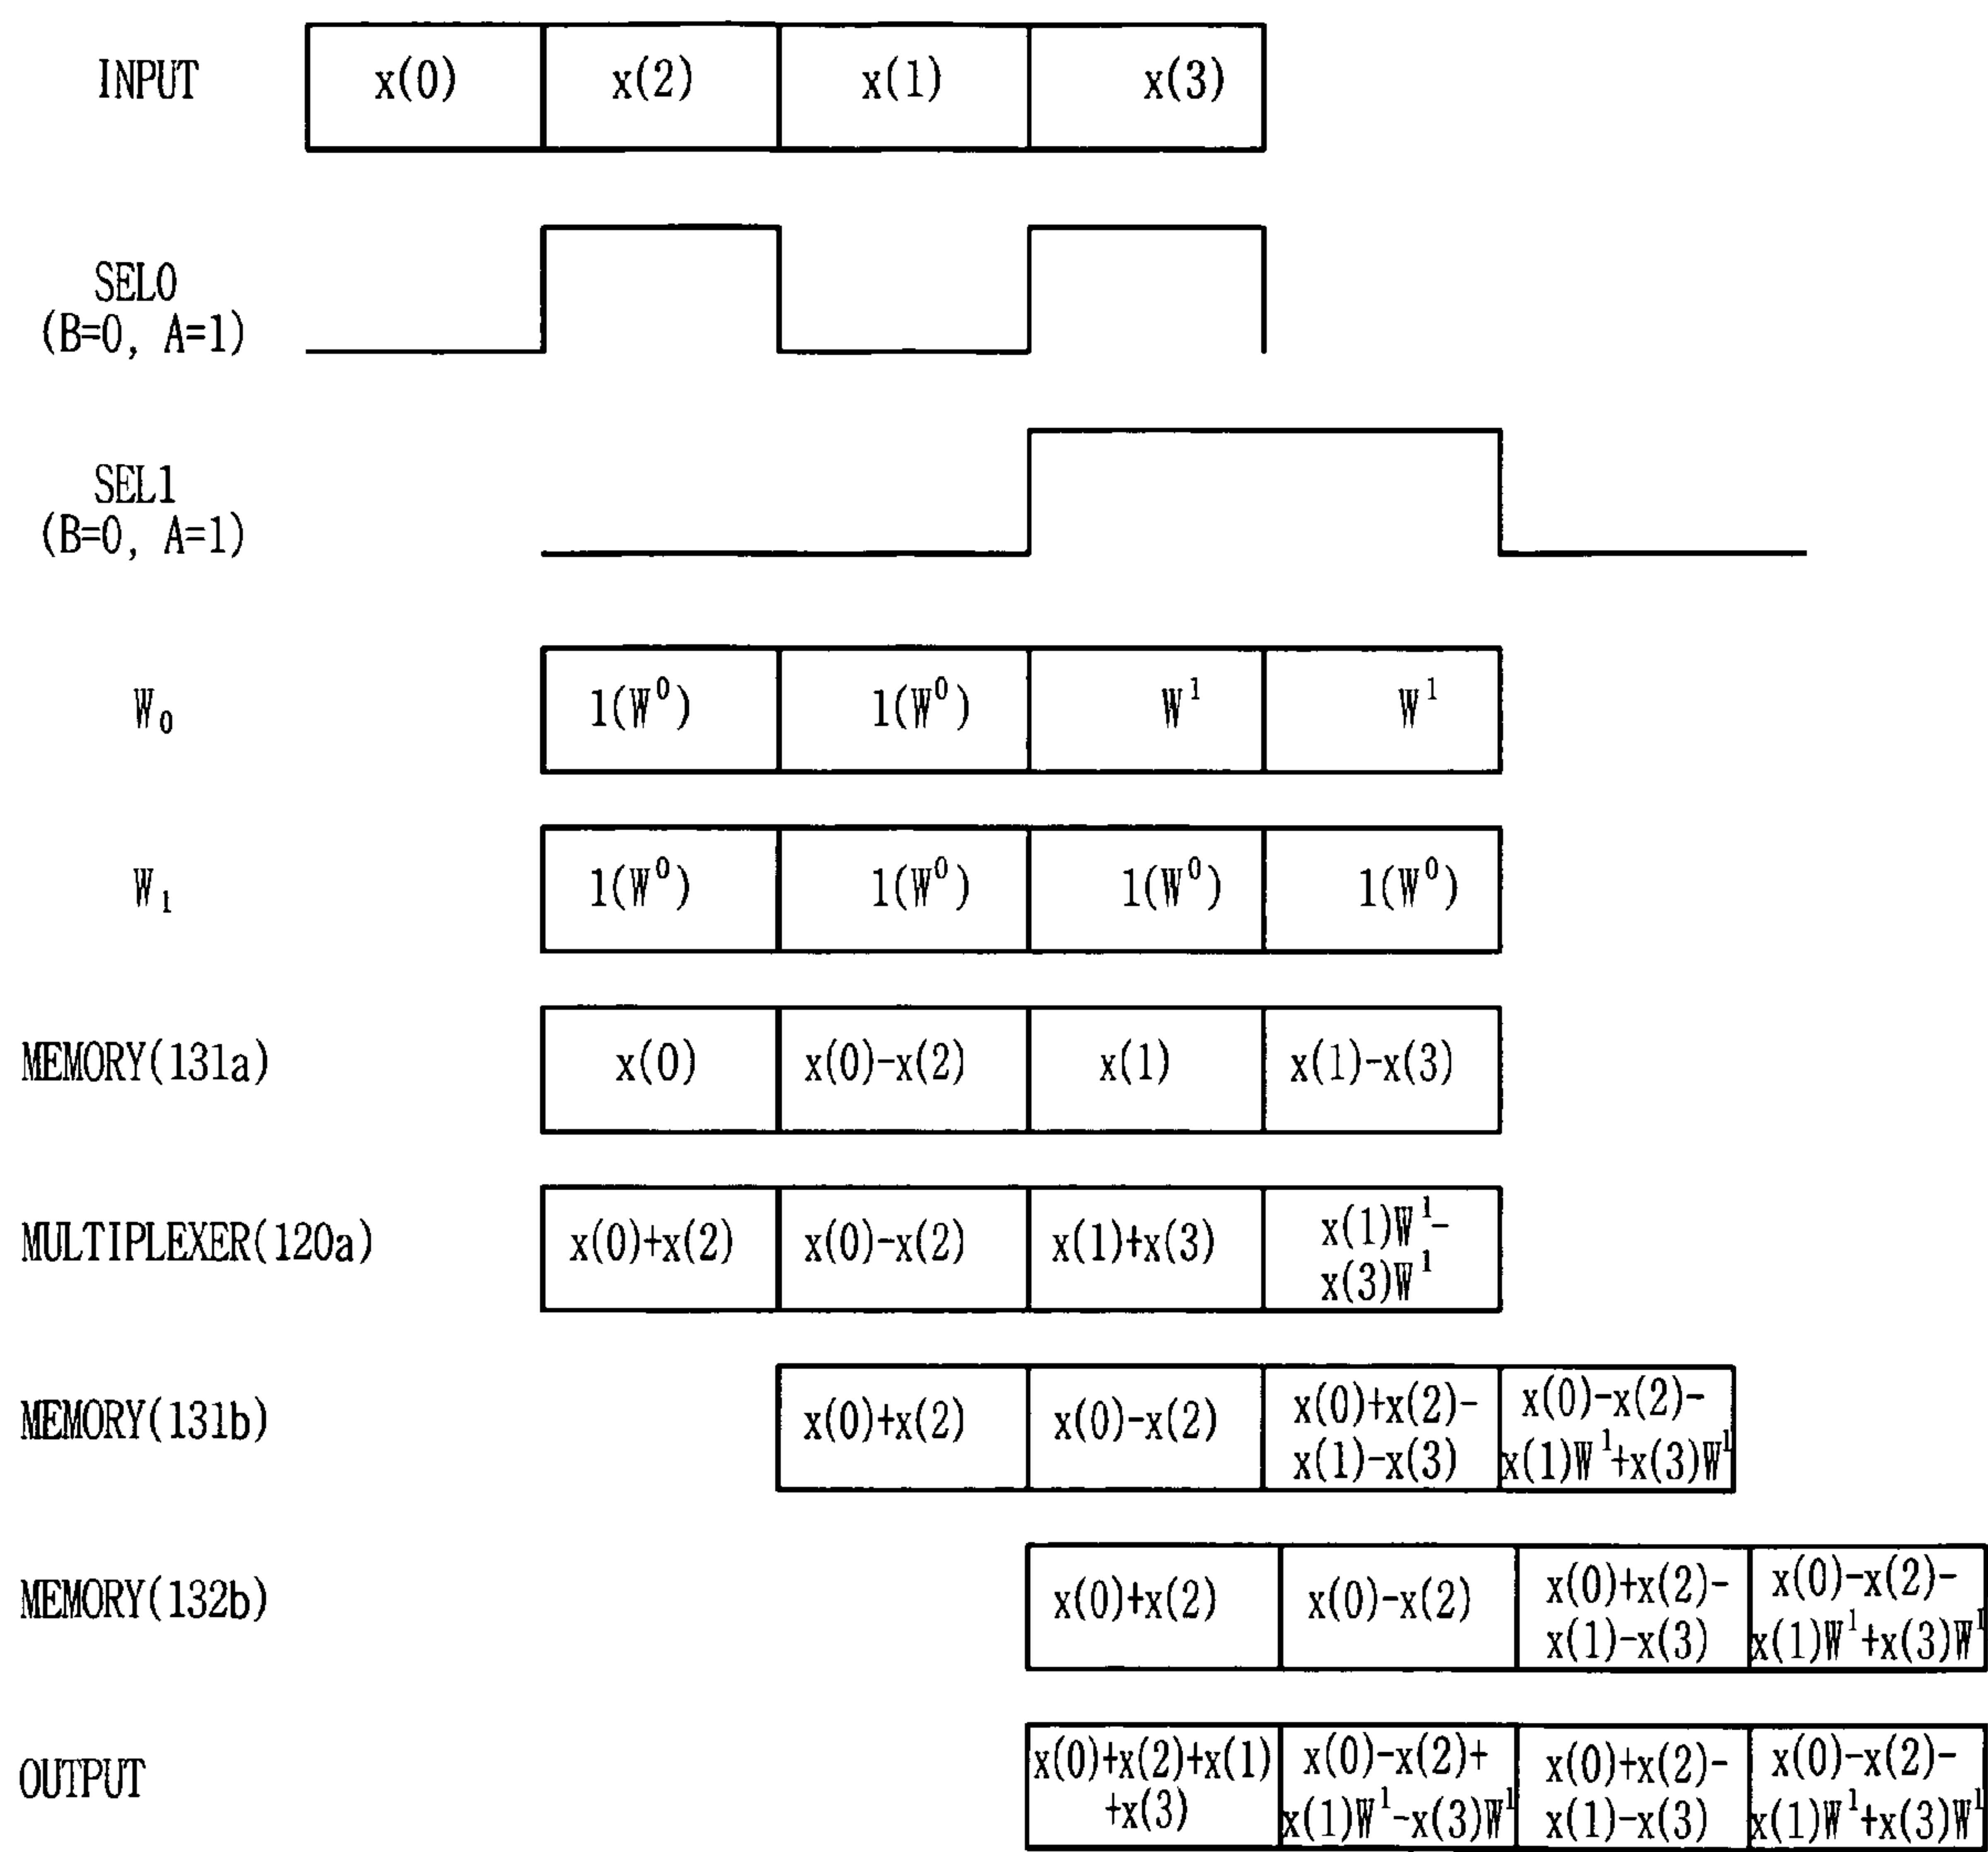 INPUT x(0) x(2) x(1) x(3)
SEL0
(B=0, A=1)
SEL1
(B=0, A=1)
W₀ 1(W⁰) 1(W⁰) W¹ W¹
W₁ 1(W⁰) 1(W⁰) 1(W⁰) 1(W⁰)
MEMORY(131a) x(0) x(0)-x(2) x(1) x(1)-x(3)
MULTIPLEXER(120a) x(0)+x(2) x(0)-x(2) x(1)+x(3) x(1)W¹-
x(3)W¹
MEMORY(131b) x(0)+x(2) x(0)-x(2) x(0)+x(2)- x(0)-x(2)-
x(1)-x(3) x(1)W¹+x(3)W¹
MEMORY(132b) x(0)+x(2) x(0)-x(2) x(0)+x(2)- x(0)-x(2)-
x(1)-x(3) x(1)W¹+x(3)W¹
OUTPUT x(0)+x(2)+x(1) x(0)-x(2)+ x(0)+x(2)- x(0)-x(2)-
+x(3) x(1)W¹-x(3)W¹ x(1)-x(3) x(1)W¹+x(3)W¹